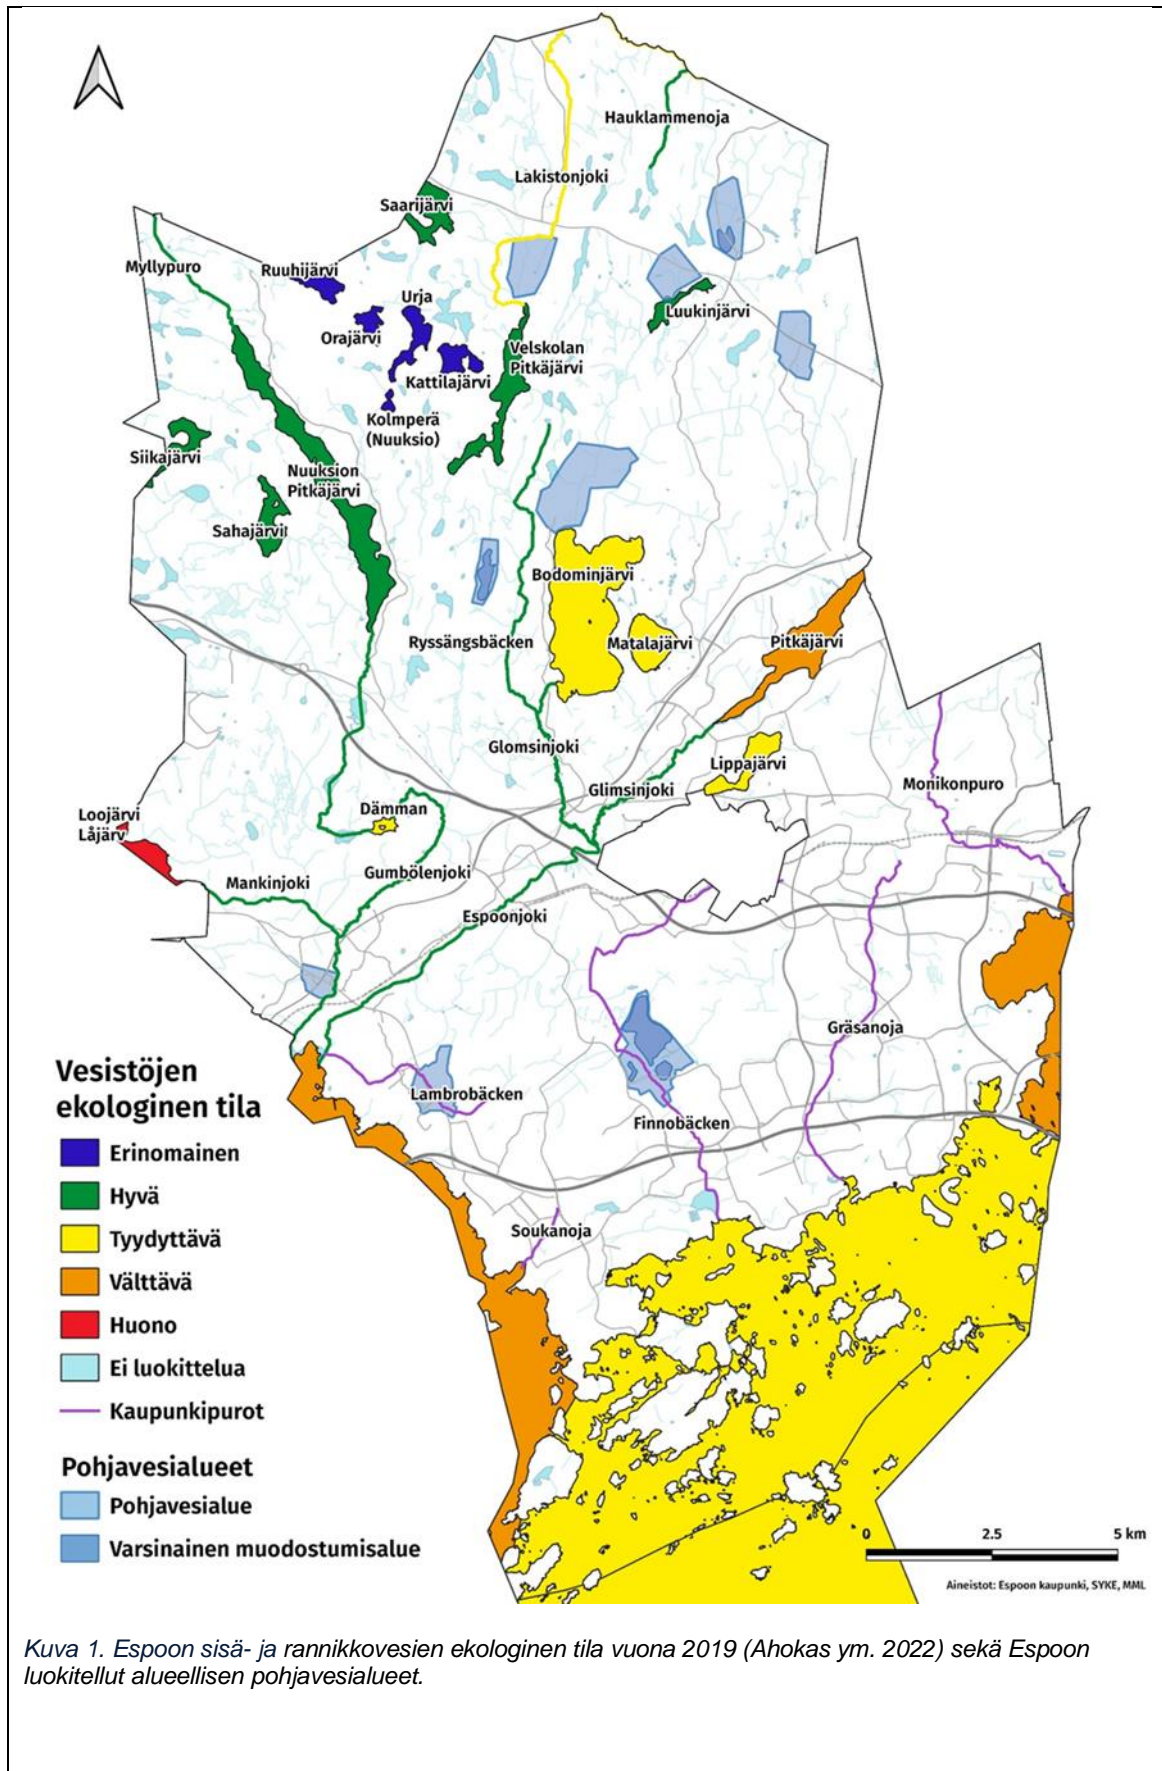 Hauklammenoja
Lakistonjoki
Saarijärvi
Myllypuro
Ruuhijärvi
Urja
Luukinjärvi
Orajärvi
Velskolan
Pitkäjärvi
Kattilajärvi
Kolmperä
(Nuuksio)
Siikajärvi
Nuuksion
Pitkäjärvi
Sahajärvi
Bodominjärvi
Ryssängsbäcken
Matalajärvi
Pitkäjärvi
Glomsinjoki
Lippajärvi
Glimsinjoki
Monikonpuro
Loojärvi
Låjärv
Dämman
Gumbölenjoki
Mankinjoki
Espoonjoki
Gräsanoja
Lambrobäcken
Finnobäcken
Soukanoja
Vesistöjen
ekologinen tila
Erinomainen
Hyvä
Tyydyttävä
Välttävä
Huono
Ei luokittelua
Kaupunkipurot
Pohjavesialueet
Pohjavesialue
Varsinainen muodostumisalue
0 2.5 5 km
Aineistot: Espoon kaupunki, SYKE, MML
Kuva 1. Espoon sisä- ja rannikkovesien ekologinen tila vuona 2019 (Ahokas ym. 2022) sekä Espoon
luokitellut alueellisen pohjavesialueet.